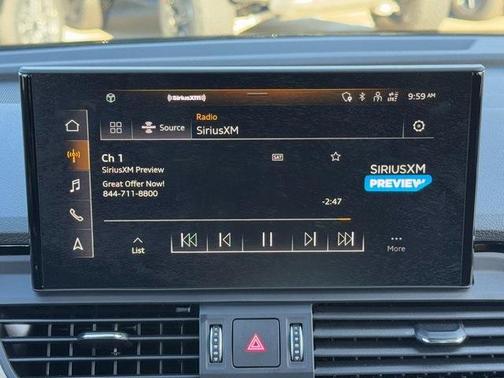 ((SiriusXM))
9:59 AM
Source
Radio
SiriusXM
Ch 1
SiriusXM Preview
Great Offer Now!
844-711-8800
SAT
SIRIUSXM
PREVIEW
-2:47
List
More